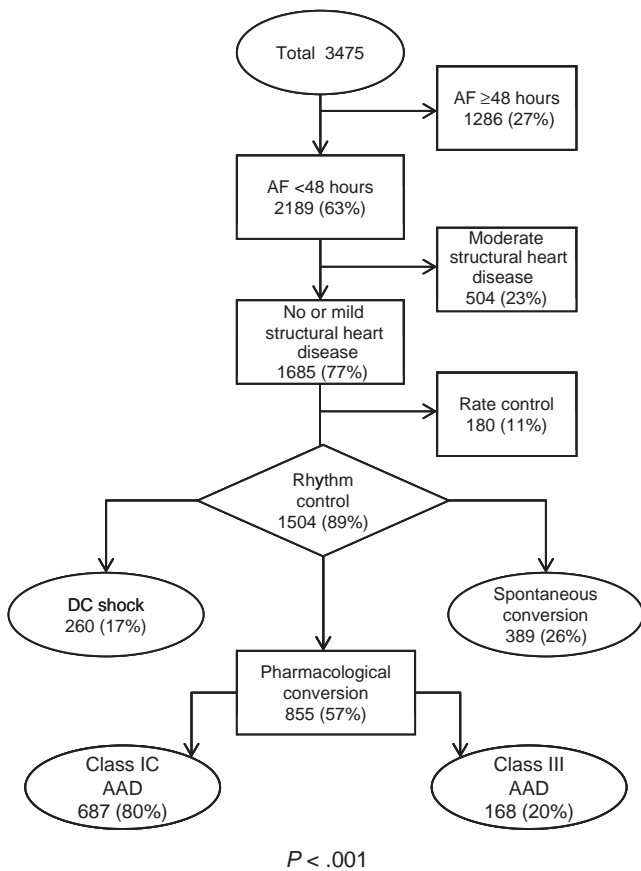 Total 3475
AF ≥48 hours
1286 (27%)
AF <48 hours
2189 (63%)
Moderate
structural heart
disease
504 (23%)
No or mild
structural heart
disease
1685 (77%)
Rate control
180 (11%)
Rhythm
control
1504 (89%)
DC shock
260 (17%)
Spontaneous
conversion
389 (26%)
Pharmacological
conversion
855 (57%)
Class IC
AAD
687 (80%)
Class III
AAD
168 (20%)
P < .001